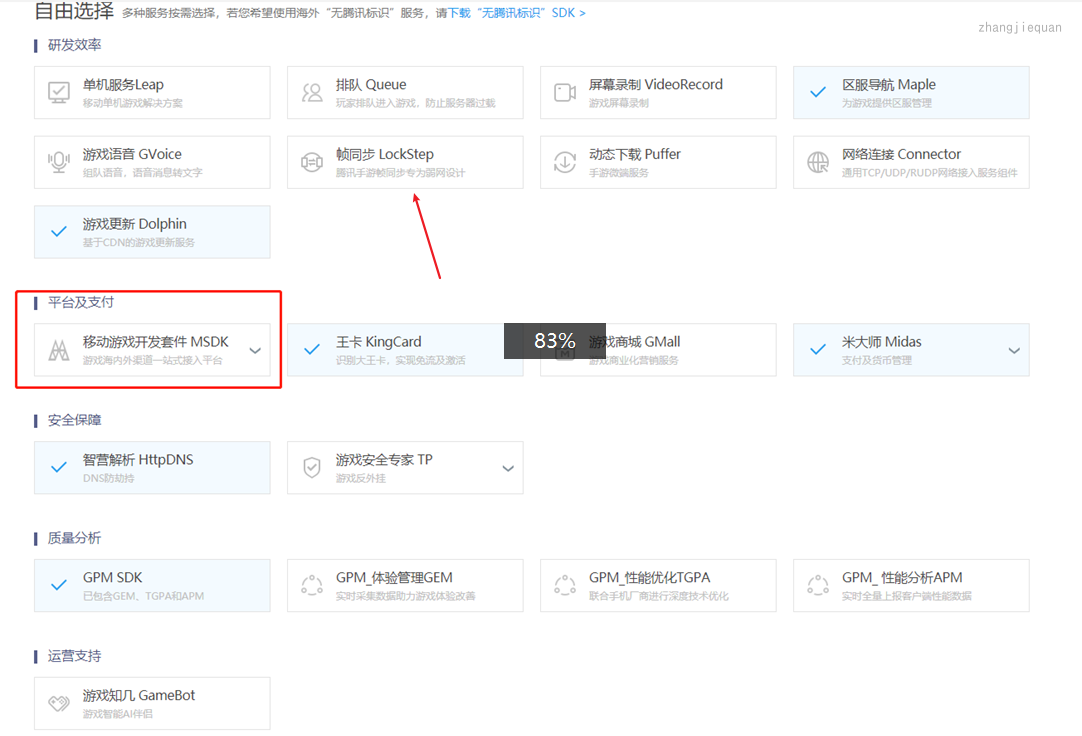 自由选择 多种服务按需选择，若您希望使用海外“无腾讯标识”服务，请下载“无腾讯标识”SDK >
zhangjiequan
研发效率
单机服务Leap
移动单机游戏解决方案
排队 Queue
玩家排队进入游戏、防止服务器过载
屏幕录制 VideoRecord
游戏屏幕录制
区服导航 Maple
为游戏提供区服管理
游戏语音 GVoice
组队语音，语音消息转文字
帧同步 LockStep
腾讯手游帧同步专为弱网设计
动态下载 Puffer
手游微端服务
网络连接 Connector
通用TCP/UDP/RUDP网络接入服务组件
游戏更新 Dolphin
基于CDN的游戏更新服务
平台及支付
移动游戏开发套件 MSDK
游戏海内外渠道一站式接入平台
王卡 KingCard
识别大王卡，实现免流及激活
83%
游戏商城 GMall
游戏商业化营销服务
米大师 Midas
支付及货币管理
安全保障
智营解析 HttpDNS
DNS防劫持
游戏安全专家 TP
游戏反外挂
质量分析
GPM SDK
已包含GEM、TGPA和APM
GPM_体验管理GEM
实时采集数据助力游戏体验改善
GPM_性能优化TGPA
联合手机厂商进行深度技术优化
GPM_ 性能分析APM
实时全量上报客户端性能数据
运营支持
游戏知几 GameBot
游戏智能AI伴侣